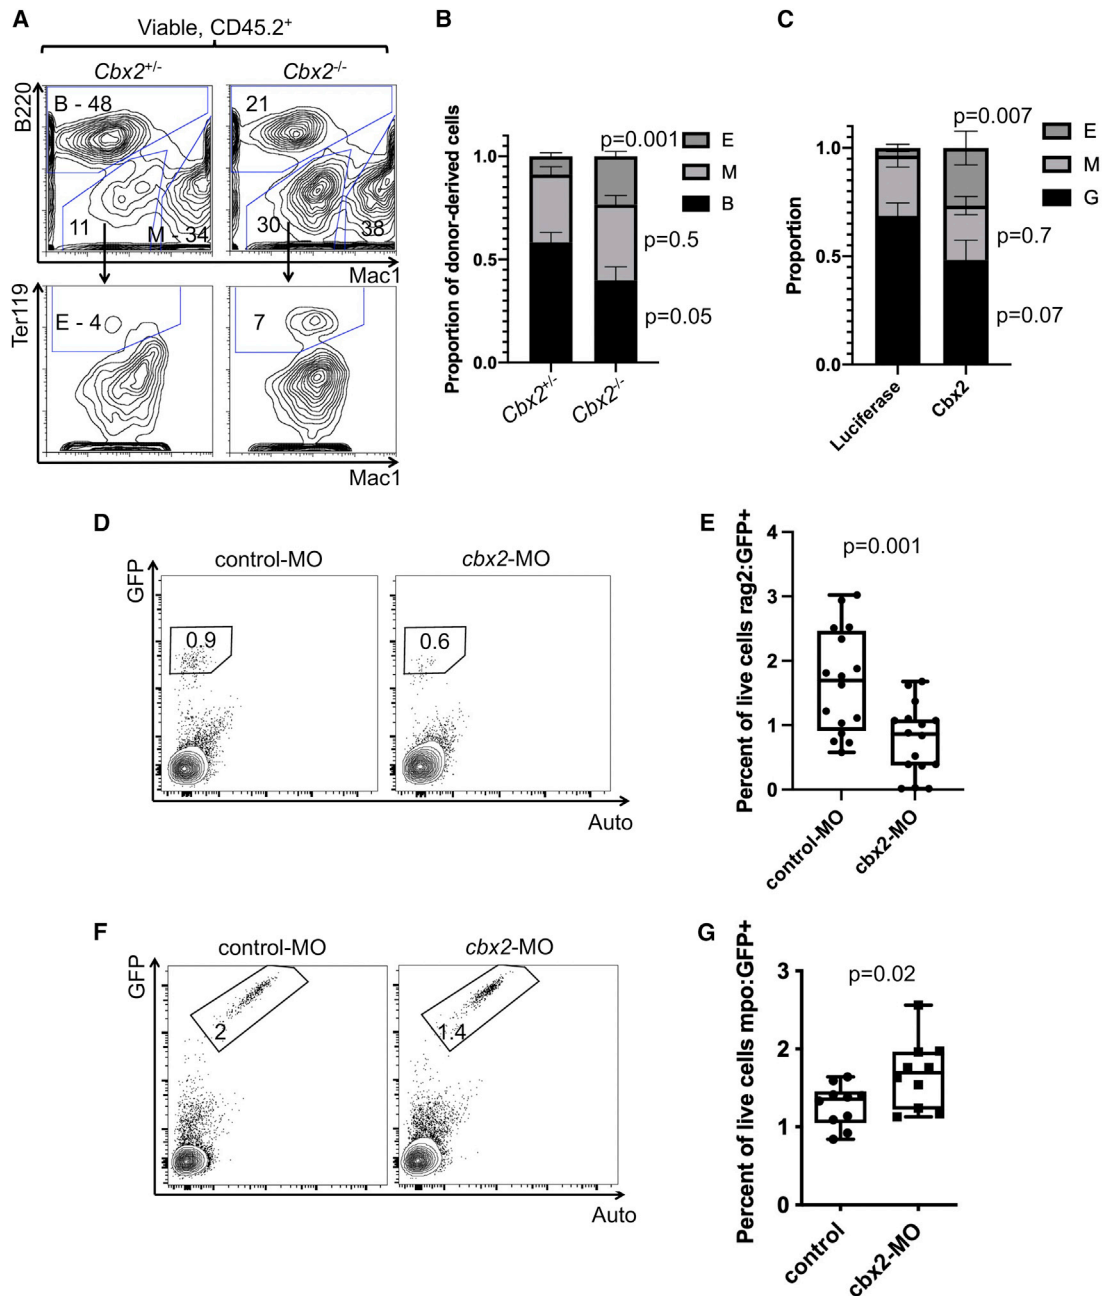 A
Viable, CD45.2+
Cbx2+/-
Cbx2-/-
B220
B - 48
21
11
M - 34
30
38
Mac1
Ter119
E - 4
7
Mac1
B
Proportion of donor-derived cells
1.0
0.5
0.0
p=0.001
p=0.5
p=0.05
E
M
B
Cbx2+/-
Cbx2-/-
C
Proportion
1.0
0.5
0.0
p=0.007
p=0.7
p=0.07
E
M
G
Luciferase
Cbx2
D
control-MO
cbx2-MO
GFP
0.9
0.6
Auto
E
Percent of live cells rag2:GFP+
4
3
2
1
0
p=0.001
control-MO
cbx2-MO
F
control-MO
cbx2-MO
GFP
2
1.4
Auto
G
Percent of live cells mpo:GFP+
3
2
1
0
p=0.02
control
cbx2-MO